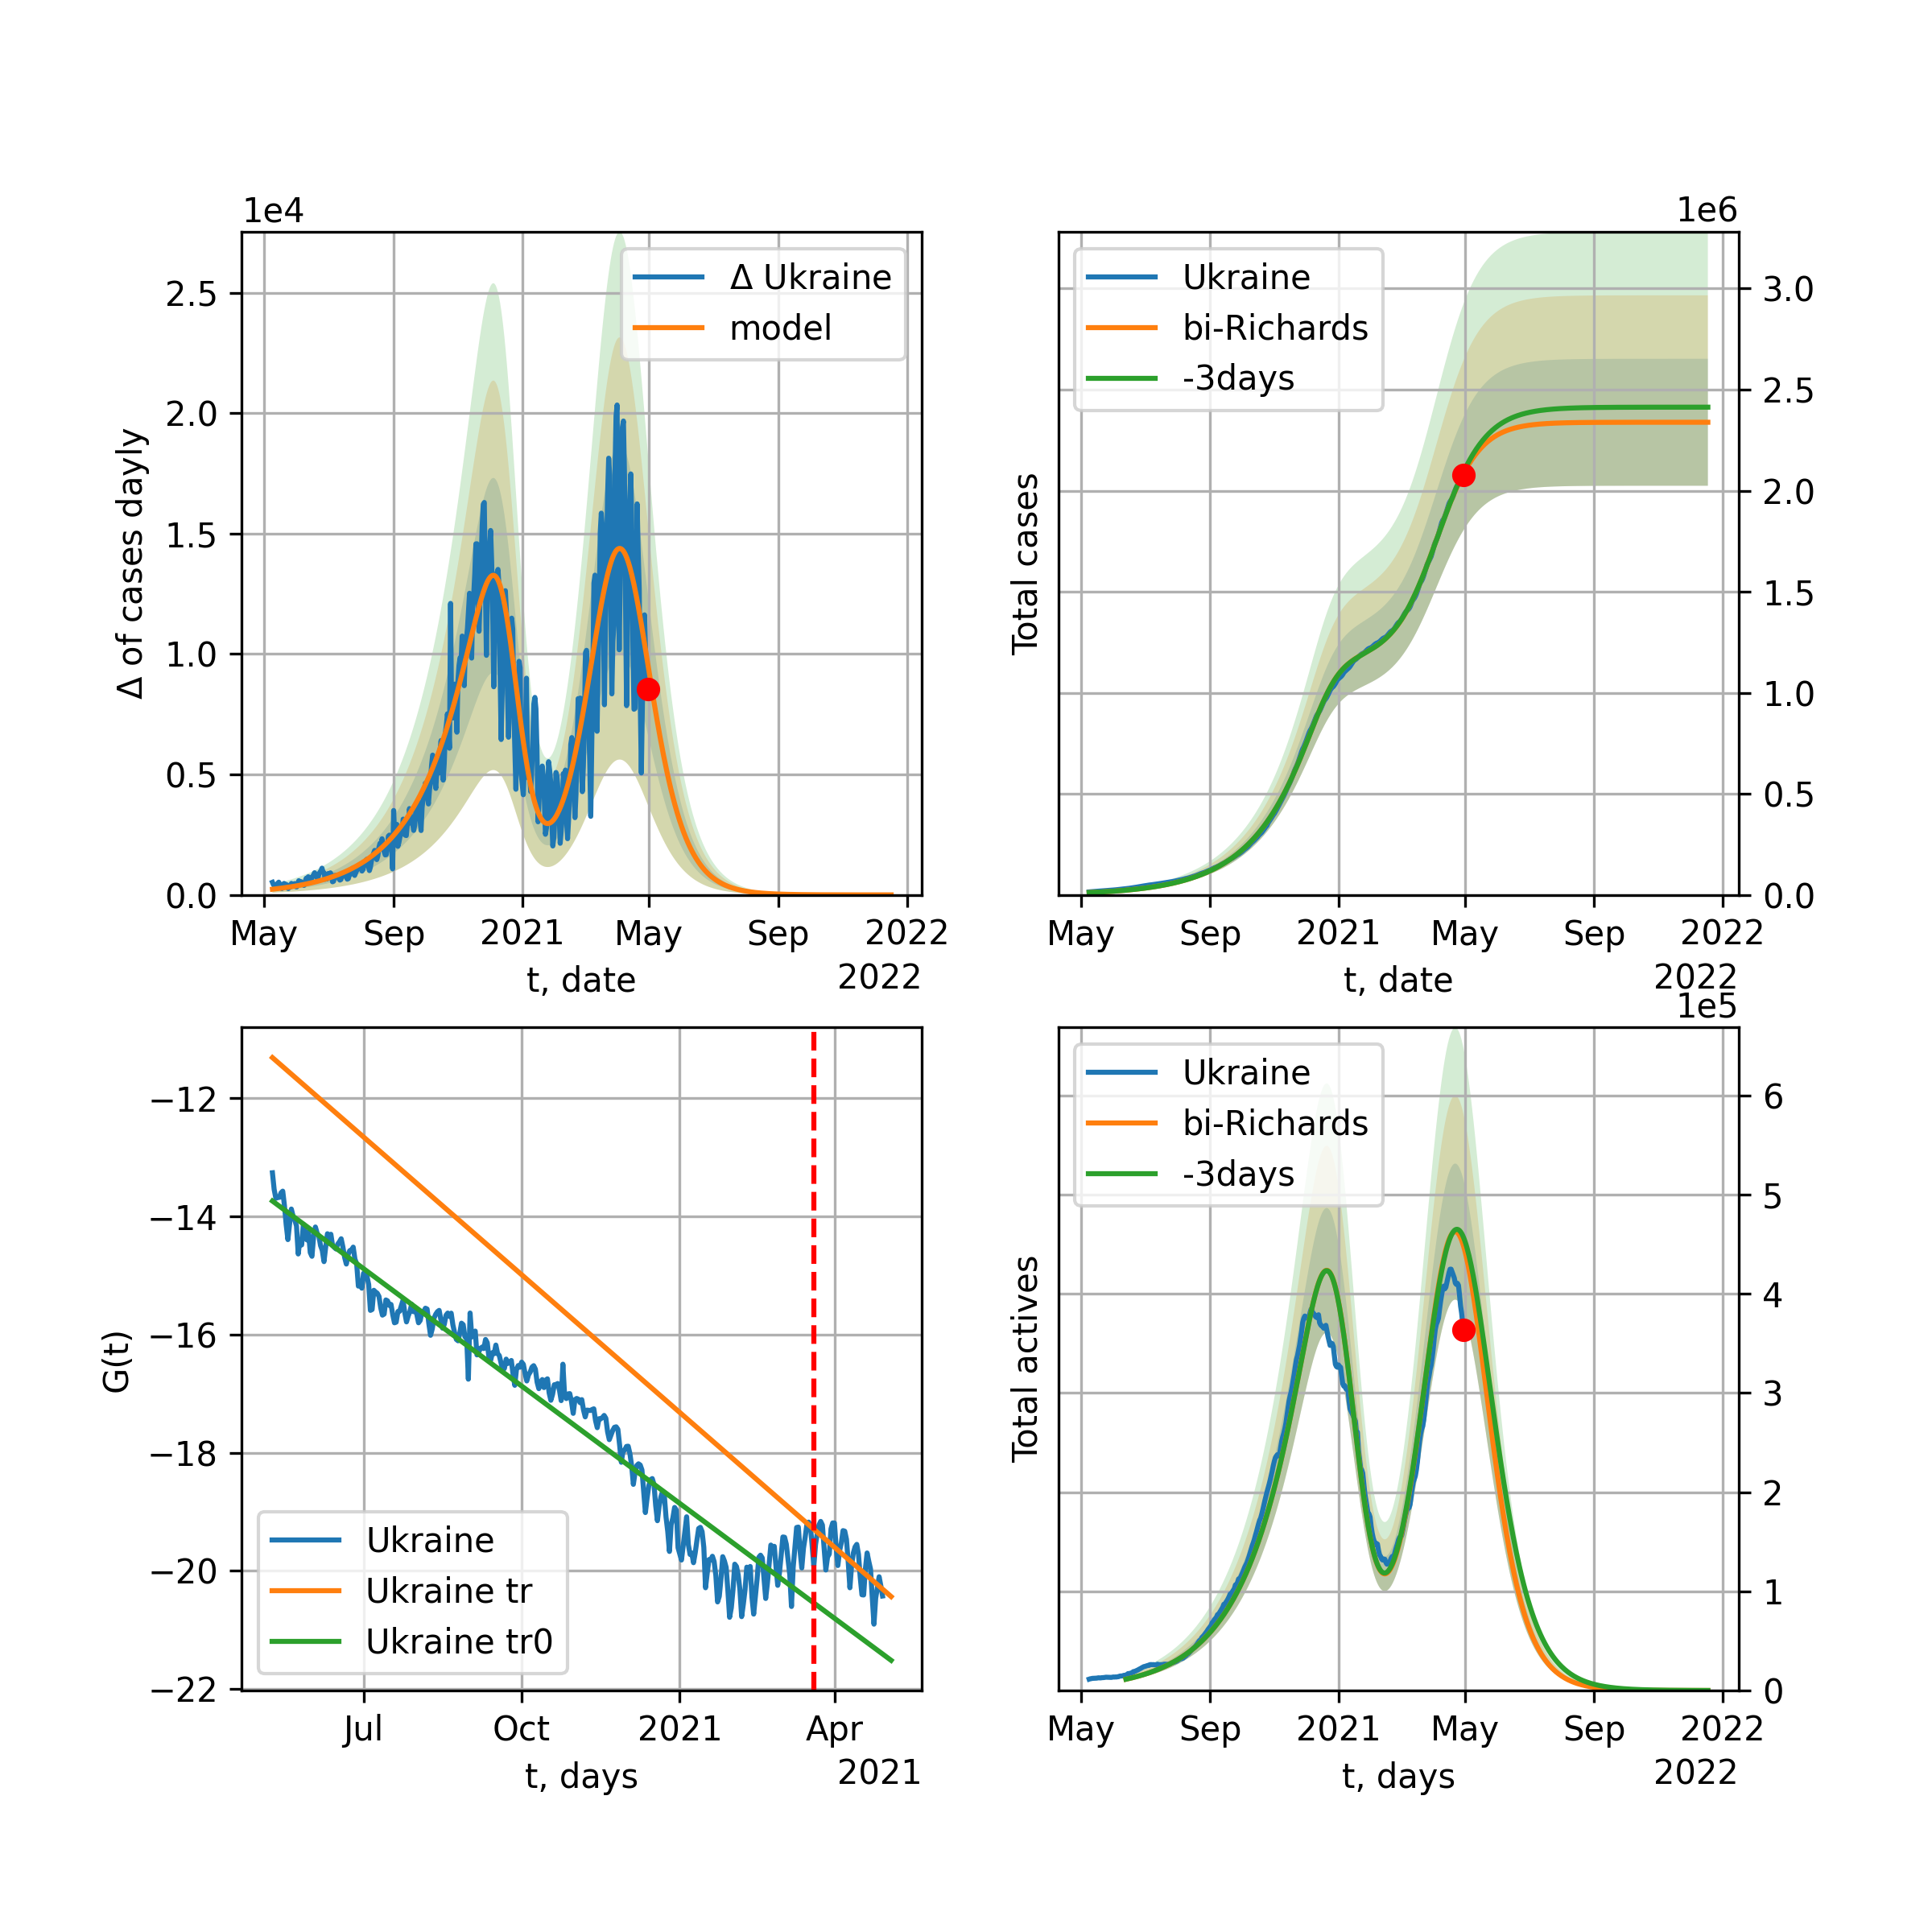 1e4
2.5
2.0
1.5
1.0
0.5
0.0
Δ of cases dayly
Δ Ukraine
model
May Sep 2021 May Sep 2022
t, date
2022
1e6
3.0
2.5
2.0
1.5
1.0
0.5
0.0
Total cases
Ukraine
bi-Richards
-3days
May Sep 2021 May Sep 2022
t, date
2022
−12
−14
−16
−18
−20
−22
G(t)
Ukraine
Ukraine tr
Ukraine tr0
Jul Oct 2021 Apr
t, days
2021
1e5
6
5
4
3
2
1
0
Total actives
Ukraine
bi-Richards
-3days
May Sep 2021 May Sep 2022
t, days
2022